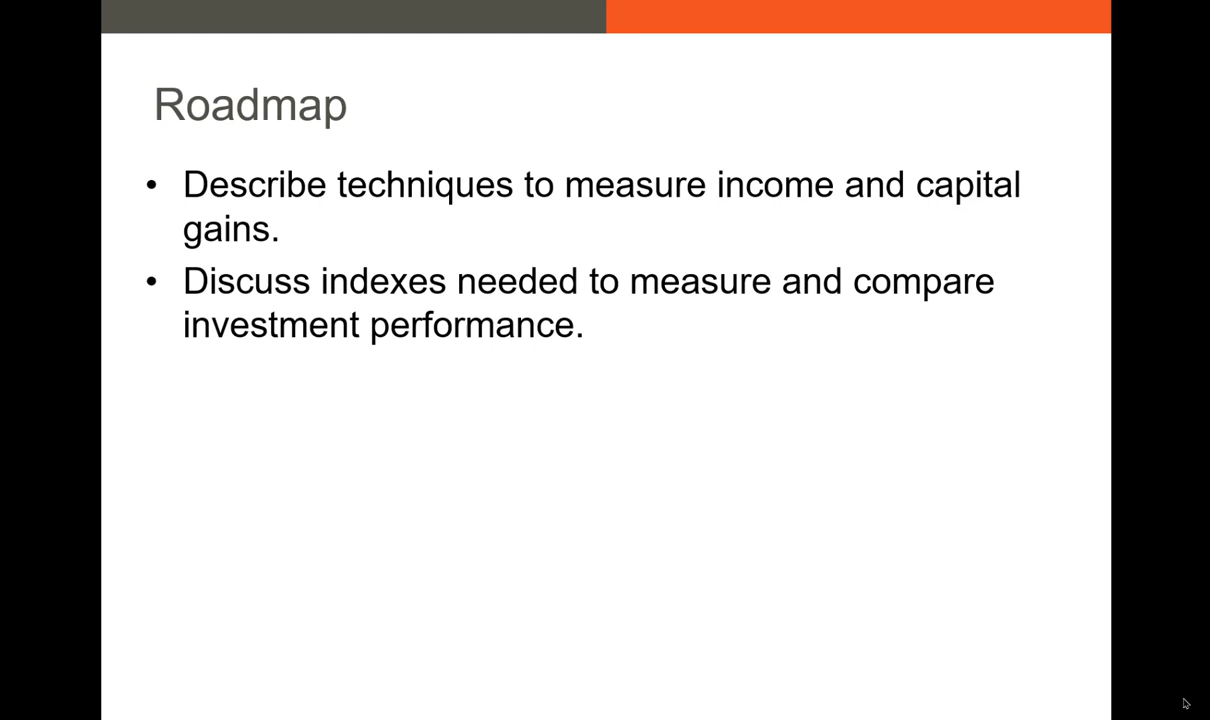 Roadmap
• Describe techniques to measure income and capital
gains.
• Discuss indexes needed to measure and compare
investment performance.